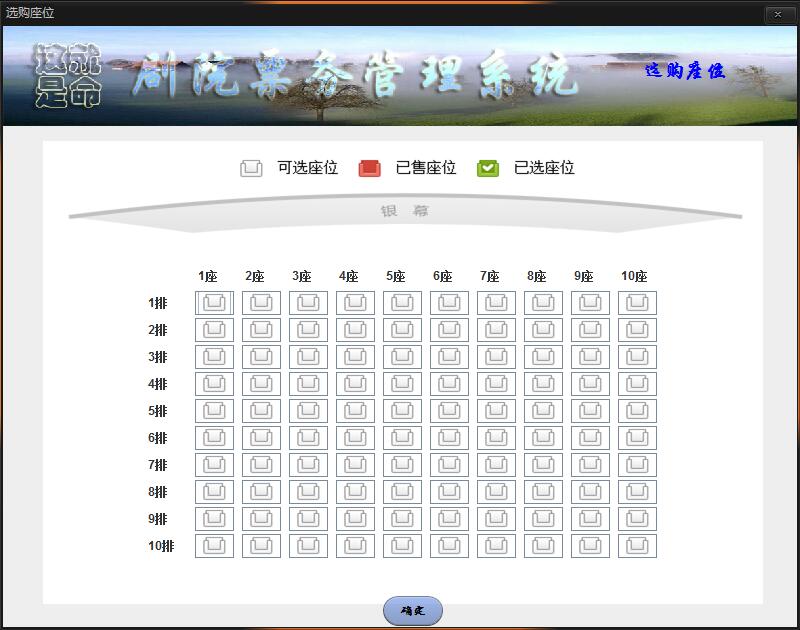 选购座位
这就
是命
剧院票务管理系统
选购座位
可选座位 已售座位 已选座位
银 幕
1座 2座 3座 4座 5座 6座 7座 8座 9座 10座
1排
2排
3排
4排
5排
6排
7排
8排
9排
10排
确定